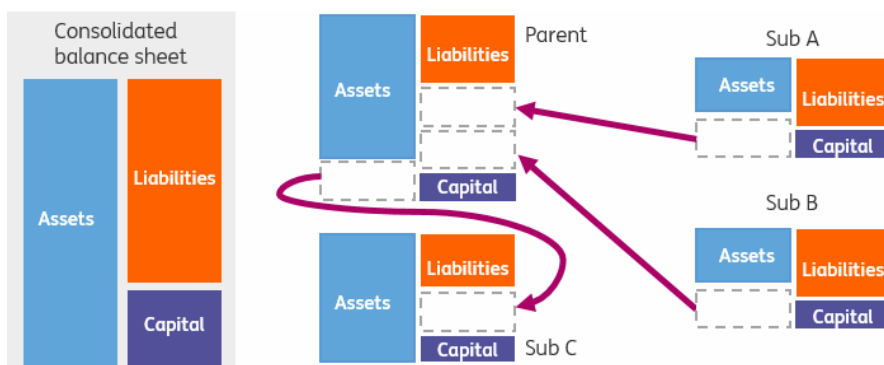 Consolidated
balance sheet
Assets
Liabilities
Capital
Assets
Liabilities
Parent
Capital
Assets
Liabilities
Capital
Sub C
Sub A
Assets
Liabilities
Capital
Sub B
Assets
Liabilities
Capital